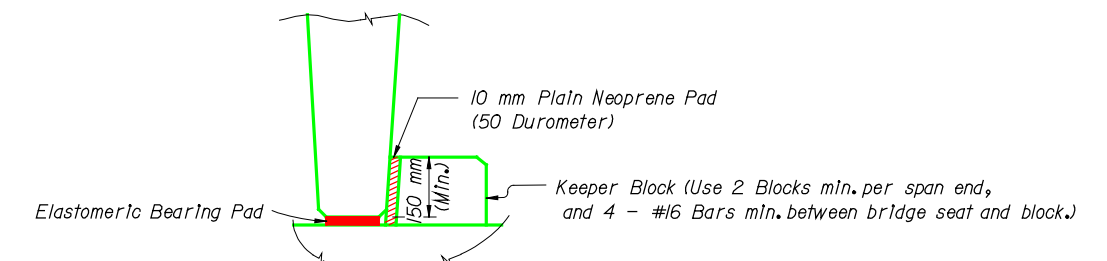 10 mm Plain Neoprene Pad
(50 Durometer)
150 mm
(Min.)
Keeper Block (Use 2 Blocks min. per span end,
and 4 - #16 Bars min. between bridge seat and block.)
Elastomeric Bearing Pad